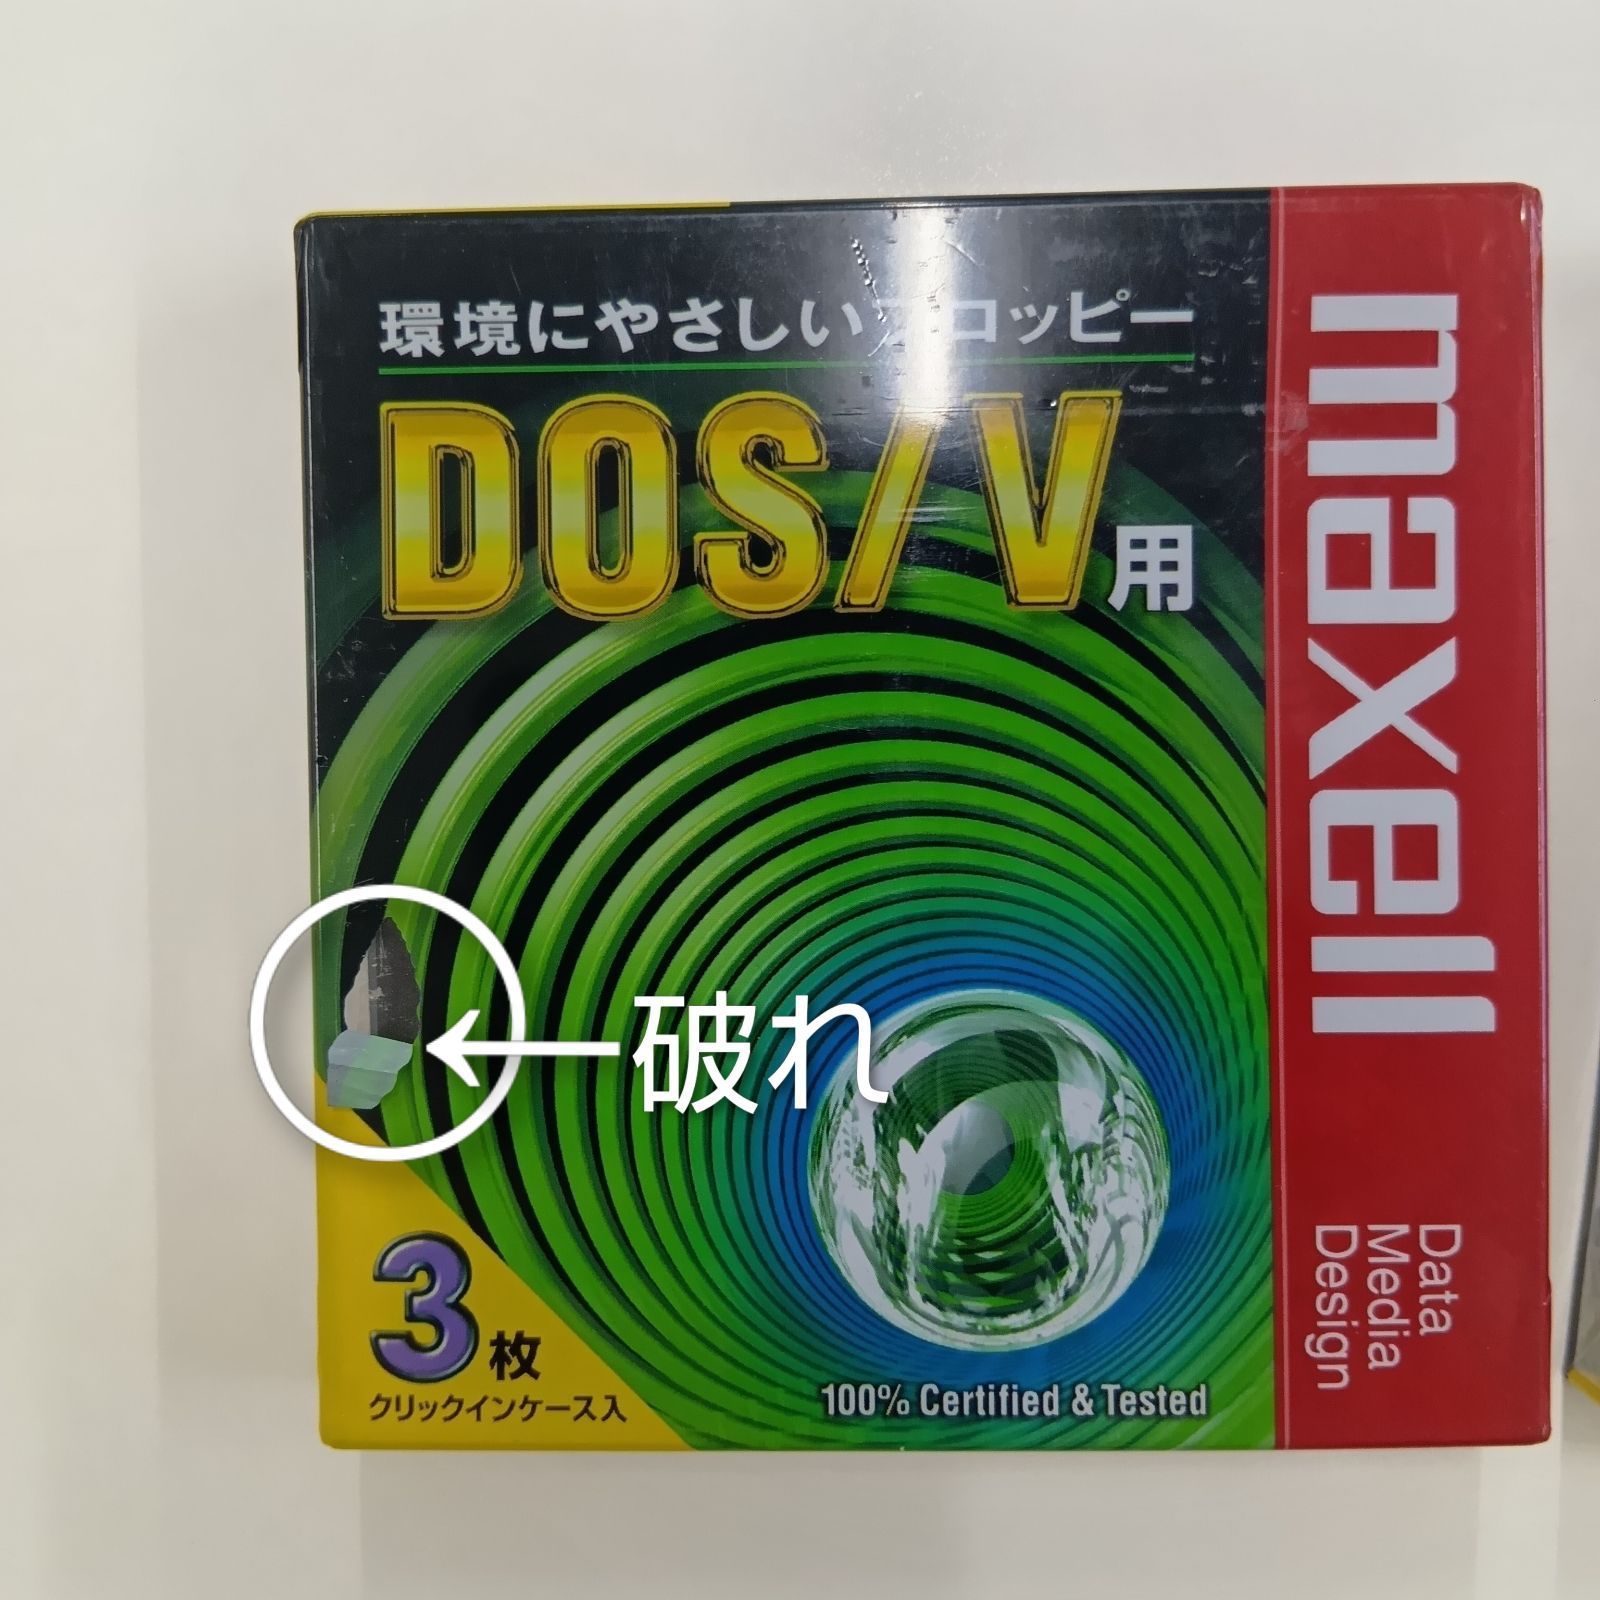 環境にやさしいフロッピー
DOS/V用
maxell
破れ
Data
Media
Design
3枚
クリックインケース入
100% Certified & Tested